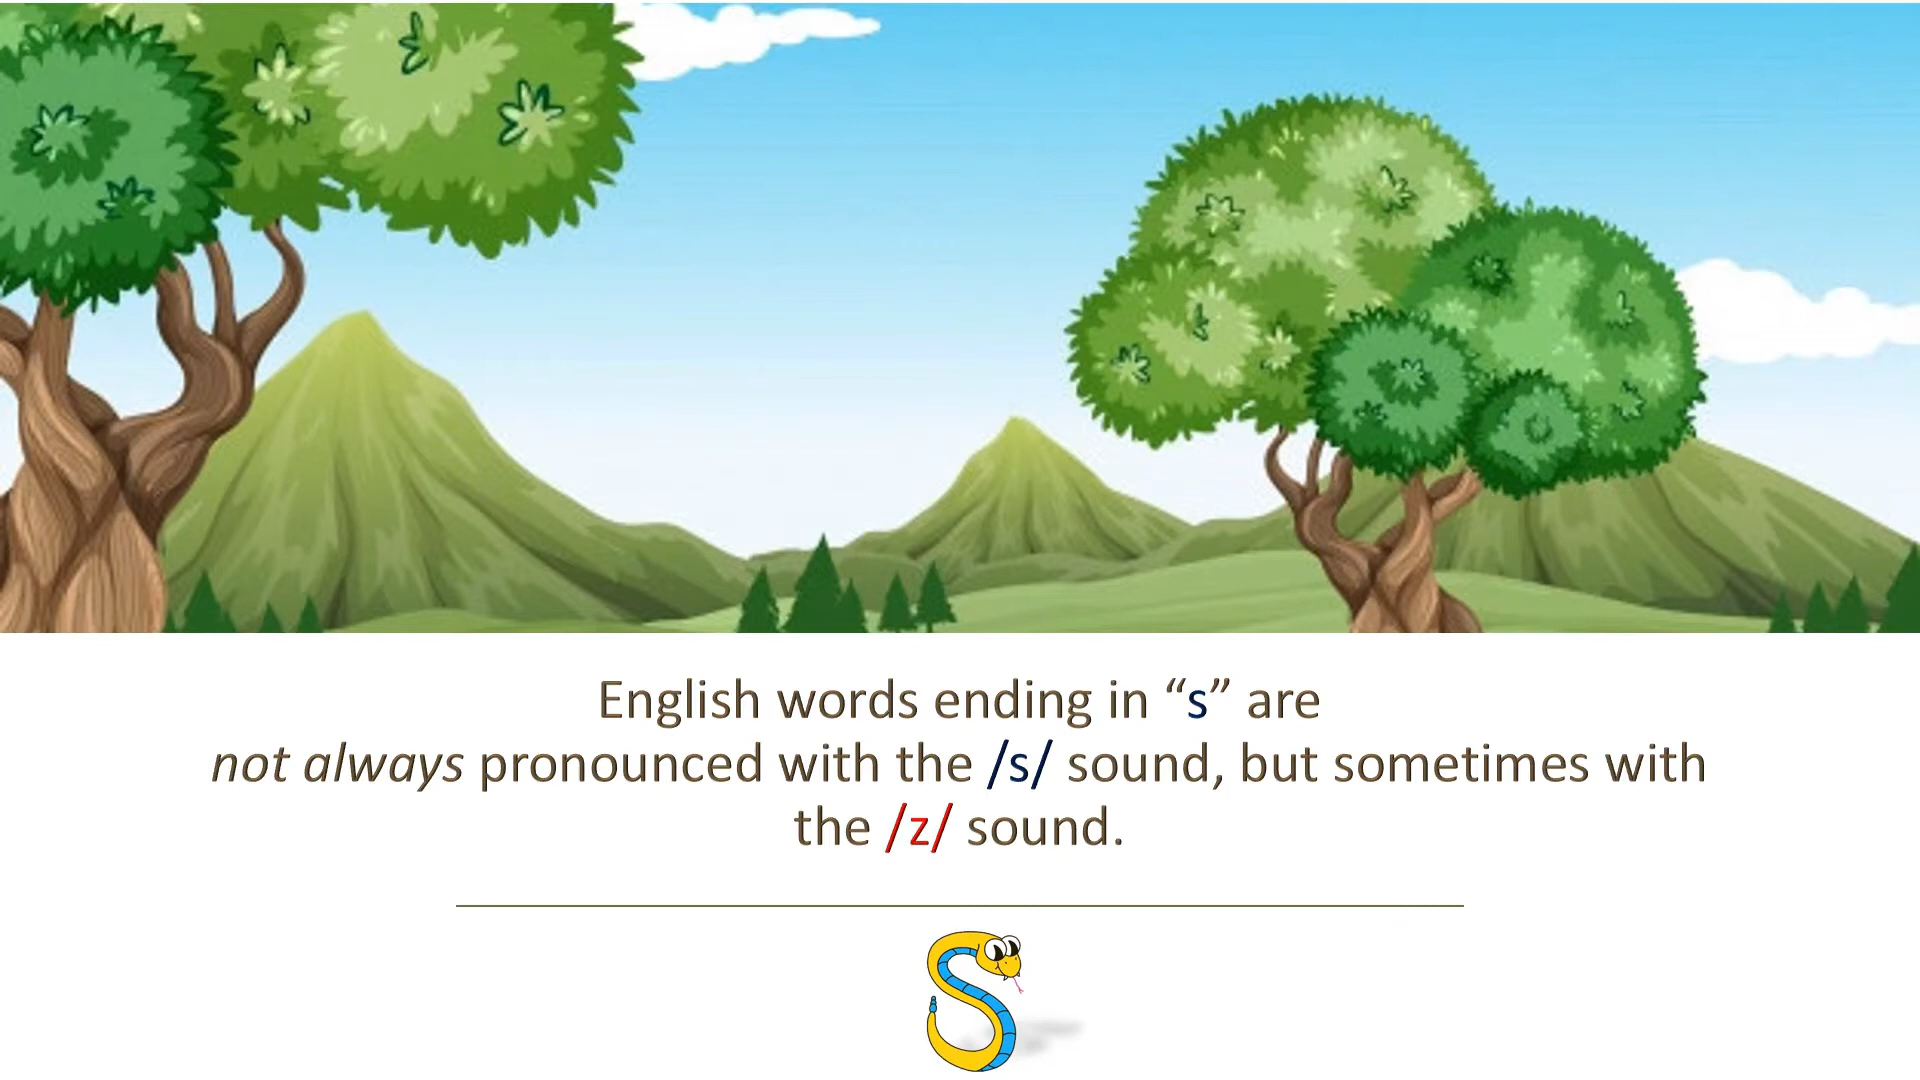 English words ending in “s” are
not always pronounced with the /s/ sound, but sometimes with
the /z/ sound.